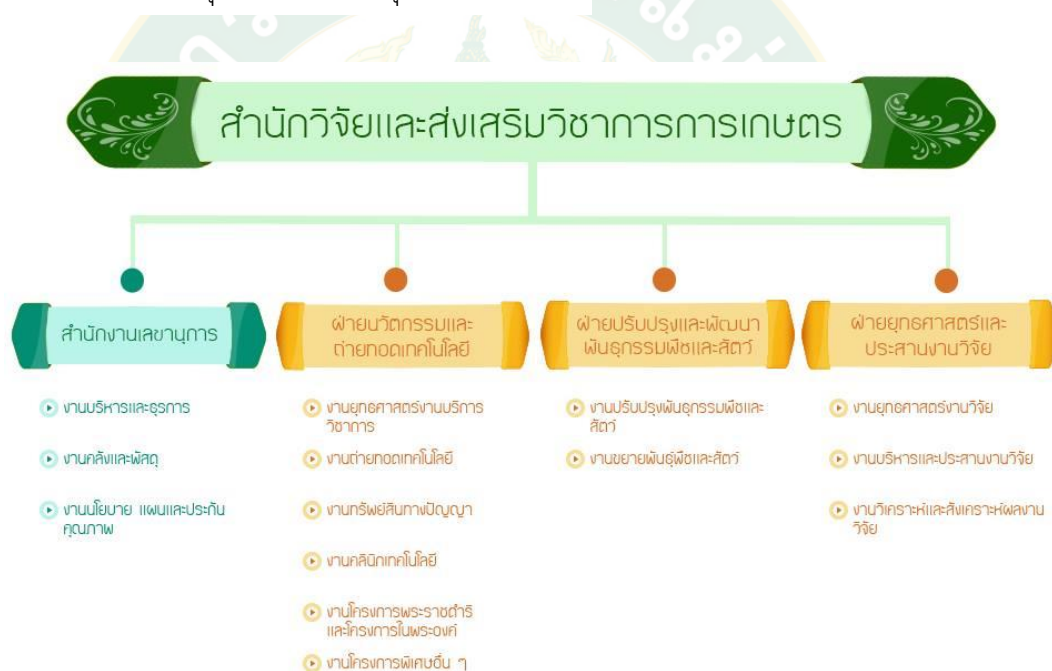 สำนักวิจัยและส่งเสริมวิชาการการเกษตร
สำนักงานเลขานุการ
งานบริหารและธุรการ
งานคลังและพัสดุ
งานนโยบาย แผนและประกัน
คุณภาพ
ฝ่ายนวัตกรรมและ
ถ่ายทอดเทคโนโลยี
งานยุทธศาสตร์งานบริการ
วิชาการ
งานถ่ายทอดเทคโนโลยี
งานทรัพย์สินทางปัญญา
งานคลินิกเทคโนโลยี
งานโครงการพระราชดำริ
และโครงการในพระองค์
งานโครงการพิเศษอื่น ๆ
ฝ่ายปรับปรุงและพัฒนา
พันธุกรรมพืชและสัตว์
งานปรับปรุงพันธุกรรมพืชและ
สัตว์
งานขยายพันธุ์พืชและสัตว์
ฝ่ายยุทธศาสตร์และ
ประสานงานวิจัย
งานยุทธศาสตร์งานวิจัย
งานบริหารและประสานงานวิจัย
งานวิเคราะห์และสังเคราะห์ผลงาน
วิจัย